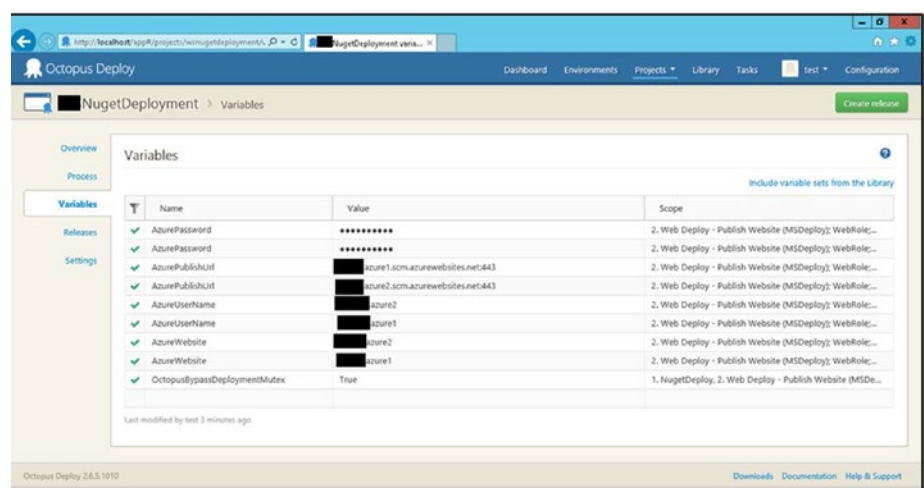 http://localhost/app#/projects/wsnugetdeployment/v
NugetDeployment varia...
Octopus Deploy
Dashboard Environments Projects Library Tasks test Configuration
NugetDeployment > Variables
Create release
Overview
Process
Variables
Releases
Settings
Variables
Include variable sets from the Library
Name Value Scope
AzurePassword ●●●●●●●●●● 2. Web Deploy - Publish Website (MSDeploy); WebRole;...
AzurePassword ●●●●●●●●●● 2. Web Deploy - Publish Website (MSDeploy); WebRole;...
AzurePublishUrl azure1.scm.azurewebsites.net:443 2. Web Deploy - Publish Website (MSDeploy); WebRole;...
AzurePublishUrl azure2.scm.azurewebsites.net:443 2. Web Deploy - Publish Website (MSDeploy); WebRole;...
AzureUserName azure2 2. Web Deploy - Publish Website (MSDeploy); WebRole;...
AzureUserName azure1 2. Web Deploy - Publish Website (MSDeploy); WebRole;...
AzureWebsite azure2 2. Web Deploy - Publish Website (MSDeploy); WebRole;...
AzureWebsite azure1 2. Web Deploy - Publish Website (MSDeploy); WebRole;...
OctopusBypassDeploymentMutex True 1. NugetDeploy, 2. Web Deploy - Publish Website (MSDe...
Last modified by test 3 minutes ago
Octopus Deploy 2.6.5.1010
Downloads Documentation Help & Support